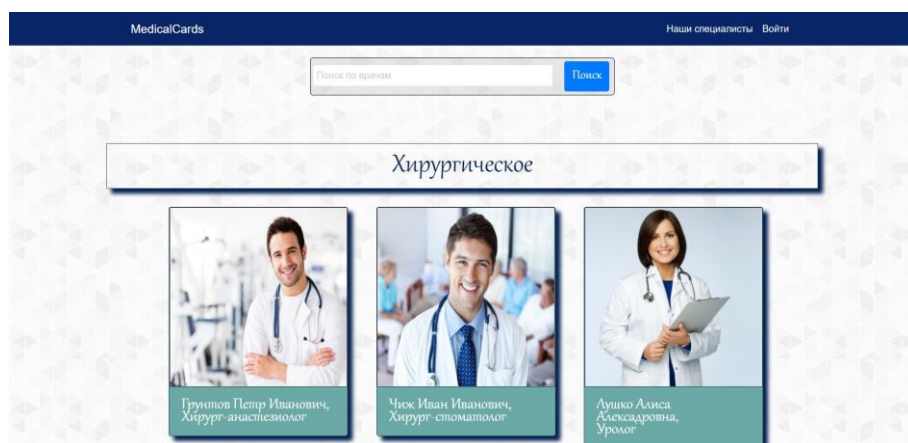 MedicalCards
Наши специалисты Войти
Поиск по врачам
Поиск
Хирургическое
Грунтов Петр Иванович,
Хирург-анастезиолог
Чиж Иван Иванович,
Хирург-стоматолог
Лушко Алиса
Алексадровна,
Уролог